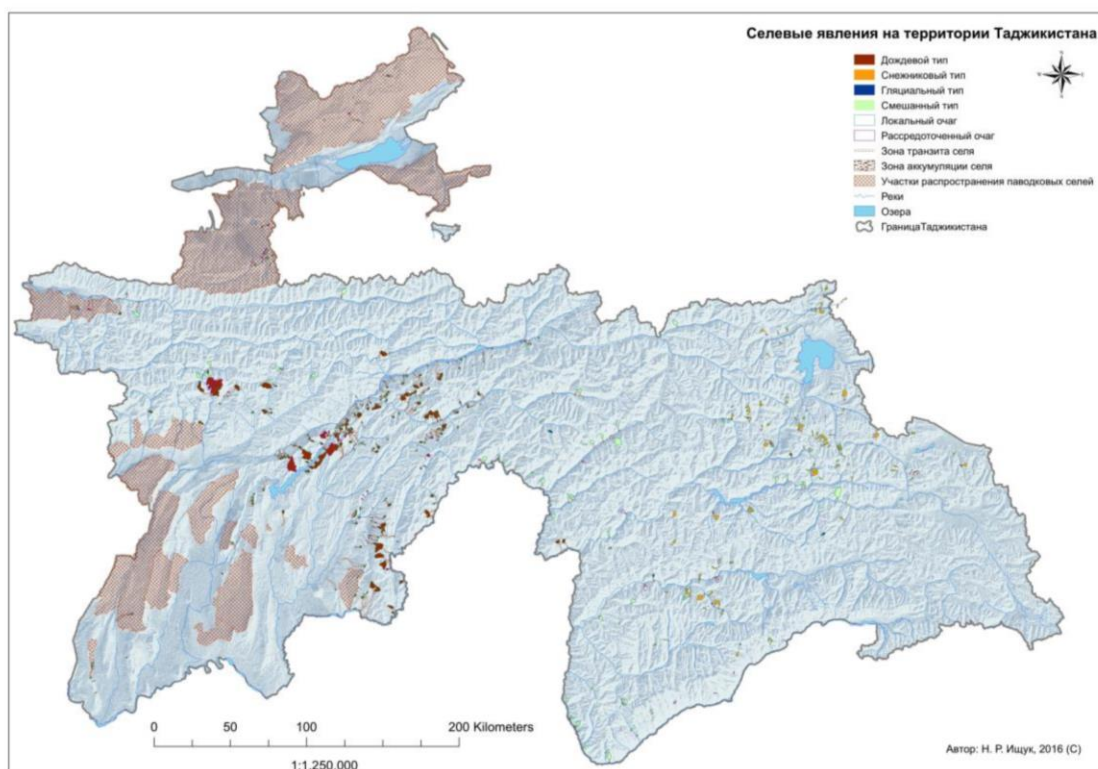 Селевые явления на территории Таджикистана
Дождевой тип
Снежниковый тип
Гляциальный тип
Смешанный тип
Локальный очаг
Рассредоточенный очаг
Зона транзита селя
Зона аккумуляции селя
Участки распространения паводковых селей
Реки
Озера
ГраницаТаджикистана
0 50 100 200 Kilometers
1:1.250.000
Автор: Н. Р. Ищук, 2016 (С)